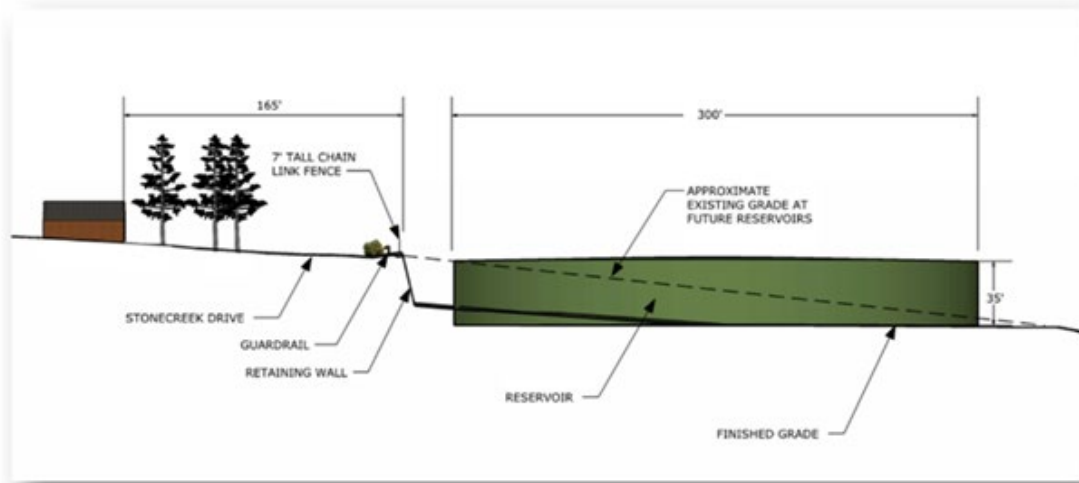 165'
300'
7' TALL CHAIN
LINK FENCE
APPROXIMATE
EXISTING GRADE AT
FUTURE RESERVOIRS
35'
STONECREEK DRIVE
GUARDRAIL
RETAINING WALL
RESERVOIR
FINISHED GRADE